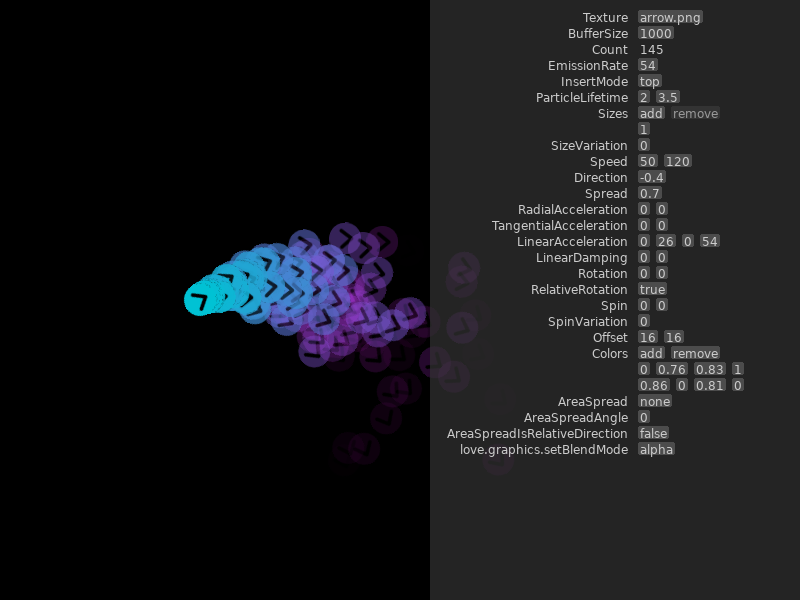 Texture arrow.png
BufferSize 1000
Count 145
EmissionRate 54
InsertMode top
ParticleLifetime 2 3.5
Sizes add remove
1
SizeVariation 0
Speed 50 120
Direction -0.4
Spread 0.7
RadialAcceleration 0 0
TangentialAcceleration 0 0
LinearAcceleration 0 26 0 54
LinearDamping 0 0
Rotation 0 0
RelativeRotation true
Spin 0 0
SpinVariation 0
Offset 16 16
Colors add remove
0 0.76 0.83 1
0.86 0 0.81 0
AreaSpread none
AreaSpreadAngle 0
AreaSpreadIsRelativeDirection false
love.graphics.setBlendMode alpha